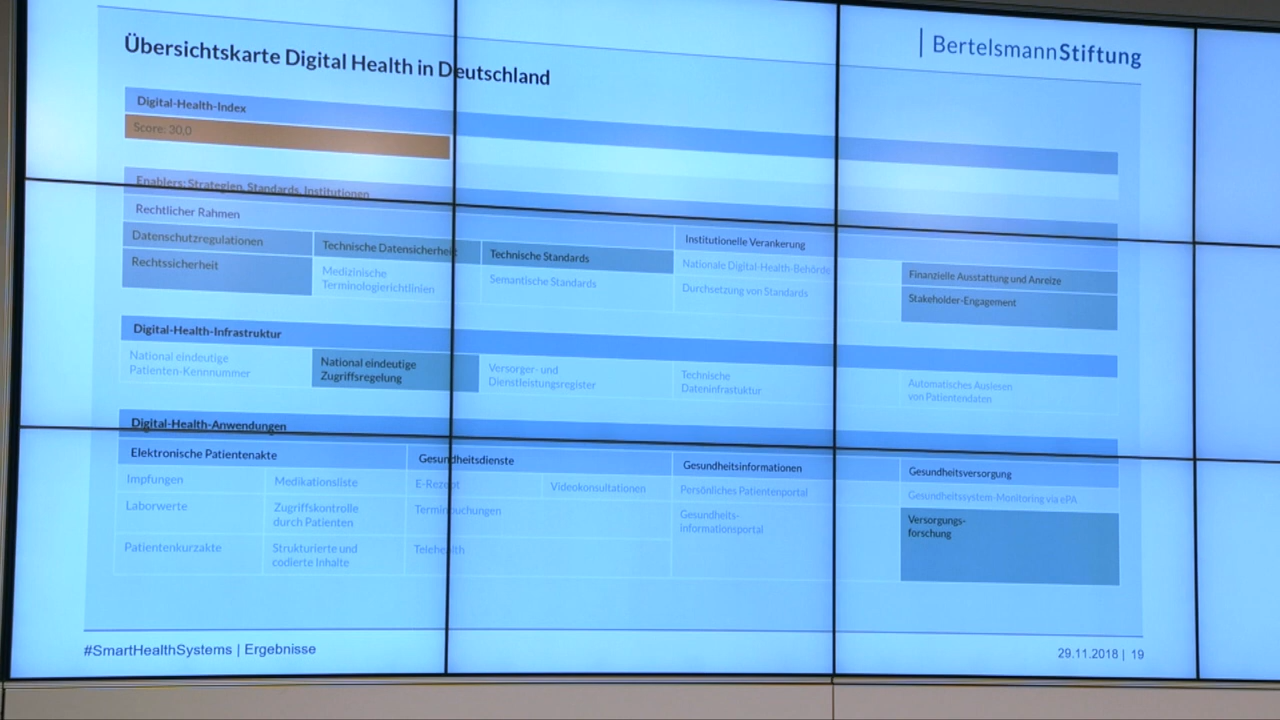 Übersichtskarte Digital Health in Deutschland
BertelsmannStiftung
Digital-Health-Index
Score: 30,0
Enablers: Strategien, Standards, Institutionen
Rechtlicher Rahmen
Institutionelle Verankerung
Datenschutzregulationen
Technische Datensicherheit
Technische Standards
Nationale Digital-Health-Behörde
Finanzielle Ausstattung und Anreize
Rechtssicherheit
Medizinische
Terminologierichtlinien
Semantische Standards
Durchsetzung von Standards
Stakeholder-Engagement
Digital-Health-Infrastruktur
National eindeutige
Patienten-Kennnummer
National eindeutige
Zugriffsregelung
Versorger- und
Dienstleistungsregister
Technische
Dateninfrastuktur
Automatisches Auslesen
von Patientendaten
Digital-Health-Anwendungen
Elektronische Patientenakte
Gesundheitsdienste
Gesundheitsinformationen
Gesundheitsversorgung
Impfungen
Medikationsliste
E-Rezept
Videokonsultationen
Persönliches Patientenportal
Gesundheitssystem-Monitoring via ePA
Laborwerte
Zugriffskontrolle
durch Patienten
Terminbuchungen
Gesundheits-
informationsportal
Versorgungs-
forschung
Patientenkurzakte
Strukturierte und
codierte Inhalte
Telehealth
#SmartHealthSystems | Ergebnisse
29.11.2018 | 19